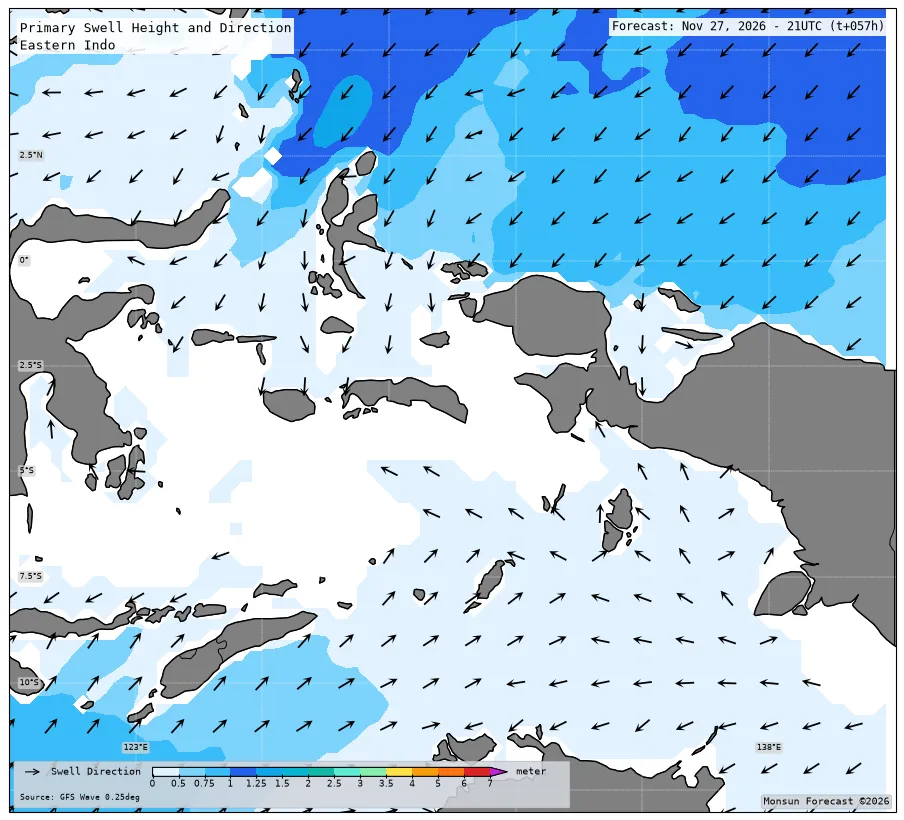 Primary Swell Height and Direction
Eastern Indo
Forecast: Nov 27, 2026 - 21UTC (t+057h)
2.5°N
0°
2.5°S
5°S
7.5°S
10°S
123°E
138°E
Swell Direction
meter
0 0.5 0.75 1 1.25 1.5 2 2.5 3 3.5 4 5 6 7
Source: GFS Wave 0.25deg
Monsun Forecast ©2026